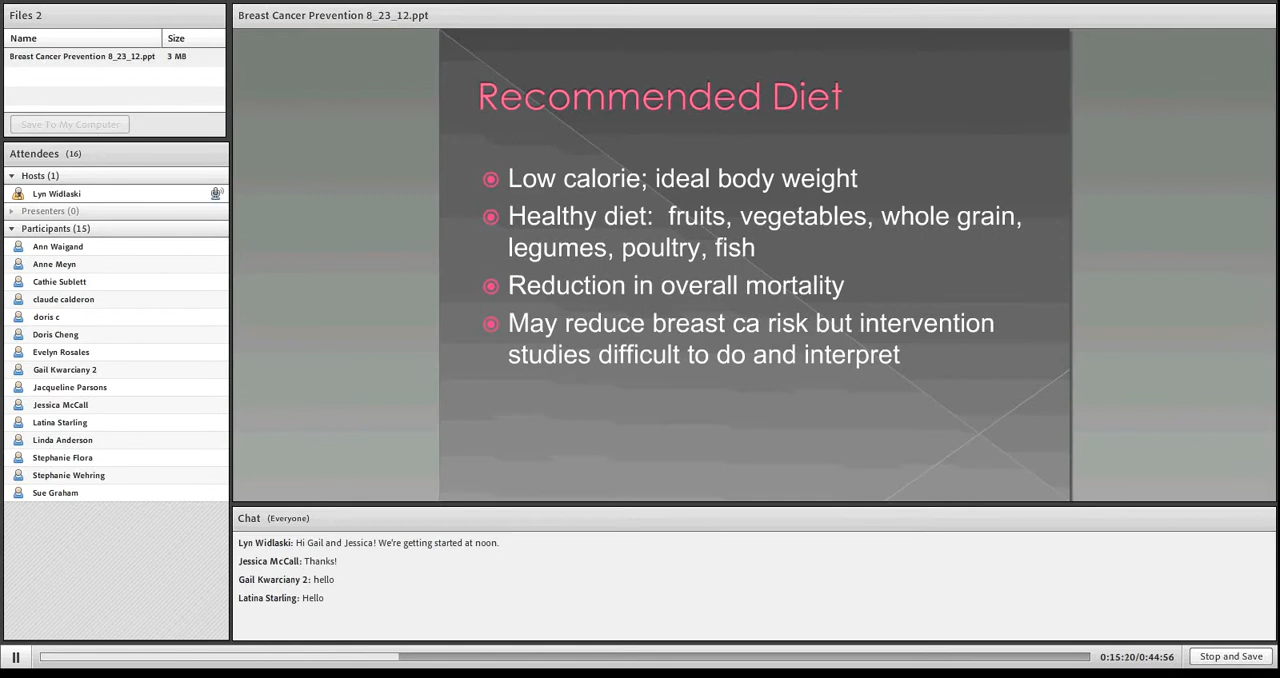 Files 2
Name Size
Breast Cancer Prevention 8_23_12.ppt 3 MB
Save To My Computer
Attendees (16)
Hosts (1)
Lyn Widlaski
Presenters (0)
Participants (15)
Ann Waigand
Anne Meyn
Cathie Sublett
claude calderon
doris c
Doris Cheng
Evelyn Rosales
Gail Kwarciany 2
Jacqueline Parsons
Jessica McCall
Latina Starling
Linda Anderson
Stephanie Flora
Stephanie Wehring
Sue Graham
Breast Cancer Prevention 8_23_12.ppt
Recommended Diet
Low calorie; ideal body weight
Healthy diet: fruits, vegetables, whole grain,
legumes, poultry, fish
Reduction in overall mortality
May reduce breast ca risk but intervention
studies difficult to do and interpret
Chat (Everyone)
Lyn Widlaski: Hi Gail and Jessica! We're getting started at noon.
Jessica McCall: Thanks!
Gail Kwarciany 2: hello
Latina Starling: Hello
0:15:20/0:44:56 Stop and Save